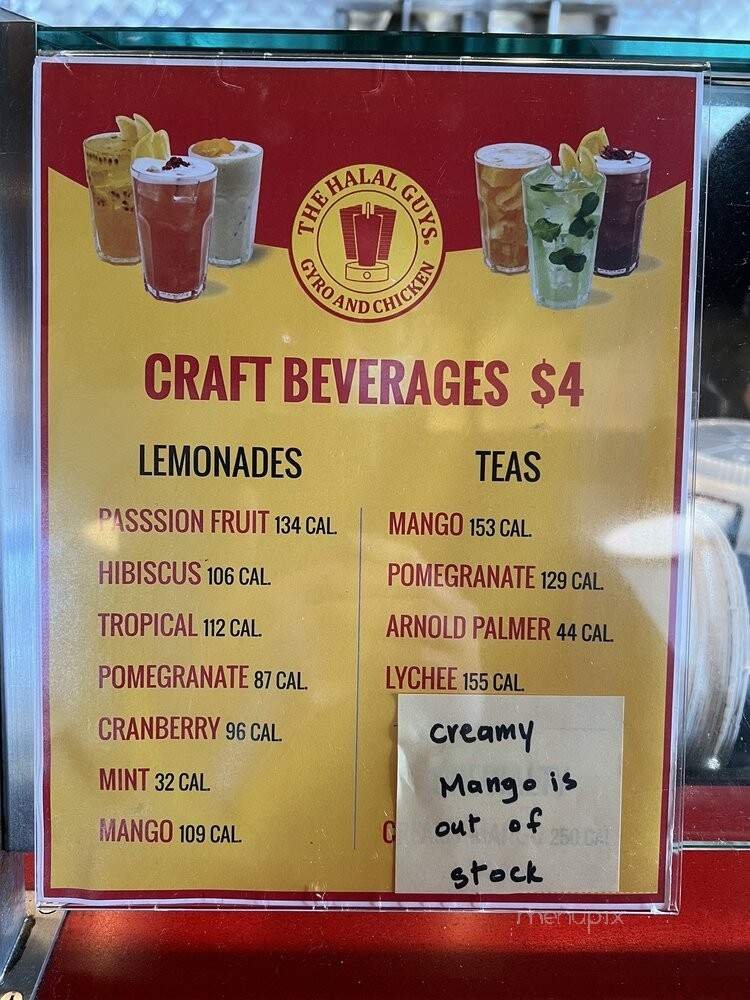 THE HALAL GUYS®
GYRO AND CHICKEN
CRAFT BEVERAGES $4
LEMONADES
PASSSION FRUIT 134 CAL.
HIBISCUS 106 CAL.
TROPICAL 112 CAL.
POMEGRANATE 87 CAL.
CRANBERRY 96 CAL.
MINT 32 CAL.
MANGO 109 CAL.
TEAS
MANGO 153 CAL.
POMEGRANATE 129 CAL.
ARNOLD PALMER 44 CAL.
LYCHEE 155 CAL.
creamy
Mango is
out of
stock
250 CAL
menupix